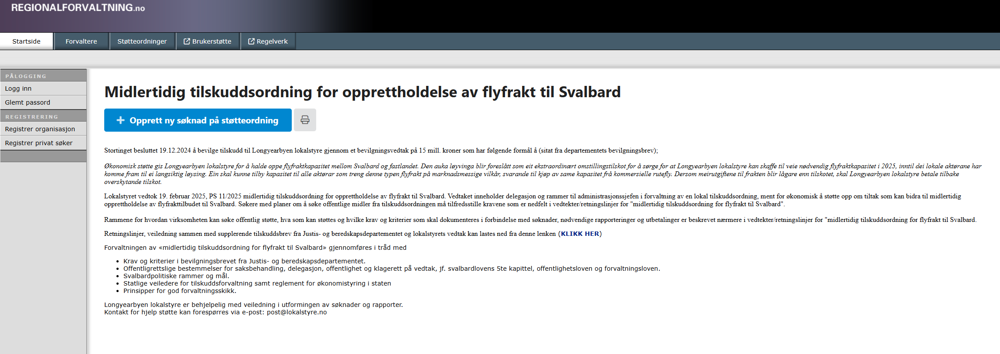 REGIONALFORVALTNING.no
Startside
Forvaltere
Støtteordninger
Brukerstøtte
Regelverk
PÅLOGGING
Logg inn
Glemt passord
REGISTRERING
Registrer organisasjon
Registrer privat søker
Midlertidig tilskuddsordning for opprettholdelse av flyfrakt til Svalbard
Opprett ny søknad på støtteordning
Stortinget besluttet 19.12.2024 å bevilge tilskudd til Longyearbyen lokalstyre gjennom et bevilgningsvedtak på 15 mill. kroner som har følgende formål å (sitat fra departementets bevilgningsbrev);
Økonomisk støtte gis Longyearbyen lokalstyre for å halde oppe flyfraktkapasitet mellom Svalbard og fastlandet. Den auka løyvinga blir foreslått som eit ekstraordinært omstillingstilskot for å sørge for at Longyearbyen lokalstyre kan skaffe til veie nødvendig flyfraktkapasitet i 2025, inntil dei lokale aktørane har
komme fram til ei langsiktig løysing. Ein skal kunne tilby kapasitet til alle aktørar som treng denne typen flyfrakt på marknadsmessige vilkår, svarande til kjøp av same kapasitet frå kommersielle rutefly. Dersom meirutgiftene til frakten blir lågare enn tilskotet, skal Longyearbyen lokalstyre betale tilbake
overskytande tilskot.
Lokalstyret vedtok 19. februar 2025, PS 11/2025 midlertidig tilskuddsordning for opprettholdelse av flyfrakt til Svalbard. Vedtaket inneholder delegasjon og rammer til administrasjonssjefen i forvaltning av en lokal tilskuddsordning, ment for økonomisk å støtte opp om tiltak som kan bidra til midlertidig
opprettholdelse av flyfrakttilbudet til Svalbard. Søkere med planer om å søke offentlige midler fra tilskuddsordningen må tilfredsstille kravene som er nedfelt i vedtekter/retningslinjer for "midlertidig tilskuddsordning for flyfrakt til Svalbard".
Rammene for hvordan virksomheten kan søke offentlig støtte, hva som kan støttes og hvilke krav og kriterier som skal dokumenteres i forbindelse med søknader, nødvendige rapporteringer og utbetalinger er beskrevet nærmere i vedtekter/retningslinjer for "midlertidig tilskuddsordning for flyfrakt til Svalbard.
Retningslinjer, veiledning sammen med supplerende tilskuddsbrev fra Justis- og beredskapsdepartementet og lokalstyrets vedtak kan lastes ned fra denne lenken (KLIKK HER)
Forvaltningen av «midlertidig tilskuddsordning for flyfrakt til Svalbard» gjennomføres i tråd med
• Krav og kriterier i bevilgningsbrevet fra Justis- og beredskapsdepartementet.
• Offentligrettslige bestemmelser for saksbehandling, delegasjon, offentlighet og klagerett på vedtak, jf. svalbardlovens 5te kapittel, offentlighetsloven og forvaltningsloven.
• Svalbardpolitiske rammer og mål.
• Statlige veiledere for tilskuddsforvaltning samt reglement for økonomistyring i staten
• Prinsipper for god forvaltningsskikk.
Longyearbyen lokalstyre er behjelpelig med veiledning i utformingen av søknader og rapporter.
Kontakt for hjelp støtte kan forespørres via e-post: post@lokalstyre.no